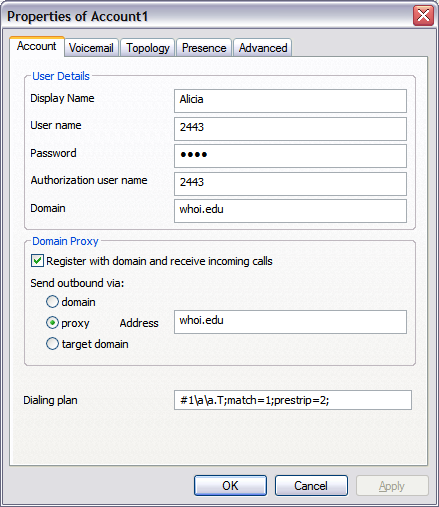 Properties of Account1
Account Voicemail Topology Presence Advanced
User Details
Display Name Alicia
User name 2443
Password ••••
Authorization user name 2443
Domain whoi.edu
Domain Proxy
Register with domain and receive incoming calls
Send outbound via:
domain
proxy Address whoi.edu
target domain
Dialing plan #1\a\a.T;match=1;prestrip=2;
OK Cancel Apply